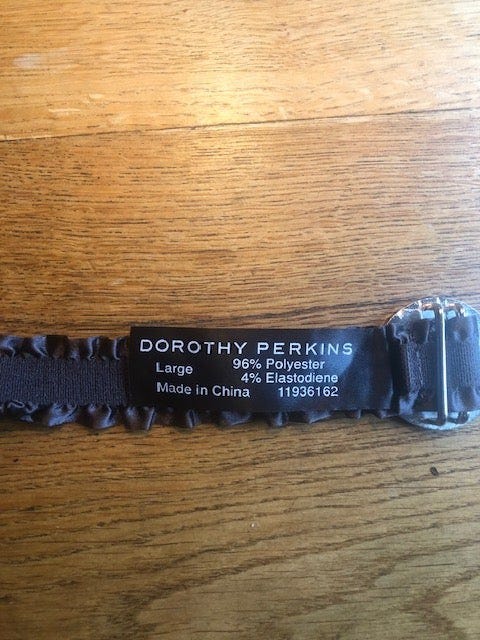 DOROTHY PERKINS
Large 96% Polyester
4% Elastodiene
Made in China 11936162